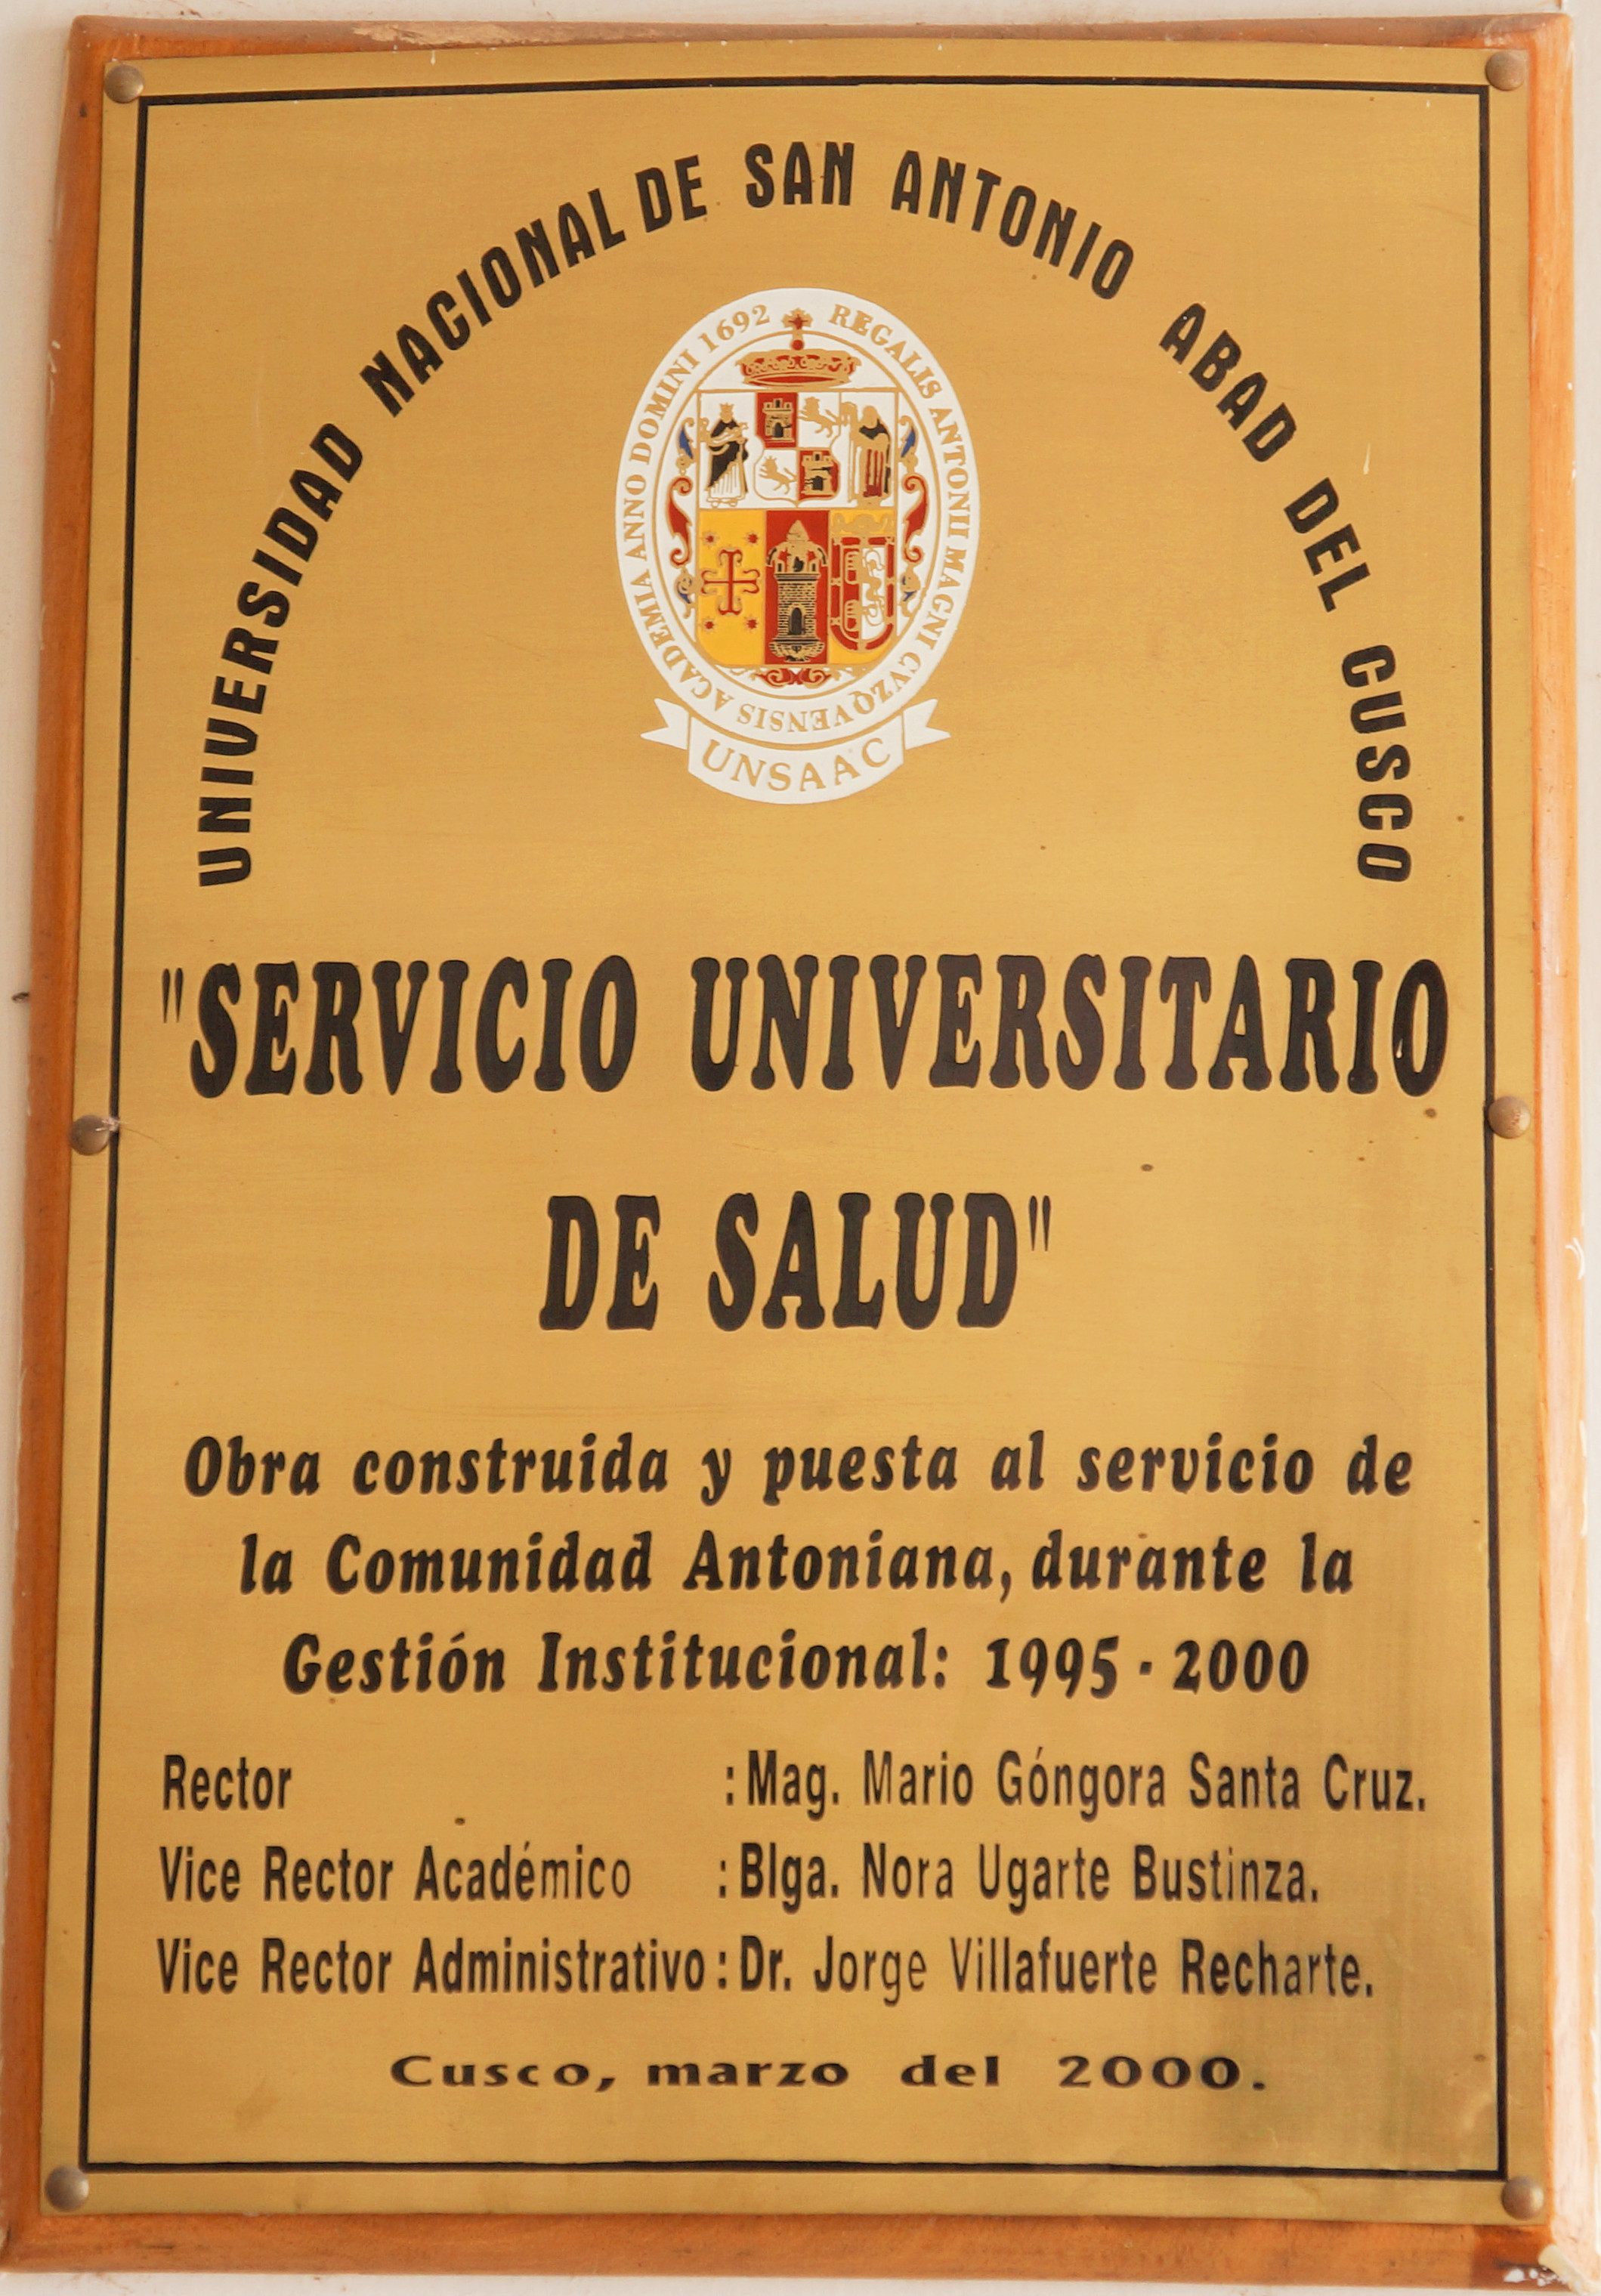 UNIVERSIDAD NACIONAL DE SAN ANTONIO ABAD DEL CUSCO
ACADEMIA ANNO DOMINI 1692 REGALIS ANTONII MAGNI CVZQVENSIS
UNSAAC
"SERVICIO UNIVERSITARIO
DE SALUD"
Obra construida y puesta al servicio de
la Comunidad Antoniana, durante la
Gestión Institucional: 1995 - 2000
Rector : Mag. Mario Góngora Santa Cruz.
Vice Rector Académico : Blga. Nora Ugarte Bustinza.
Vice Rector Administrativo : Dr. Jorge Villafuerte Recharte.
Cusco, marzo del 2000.